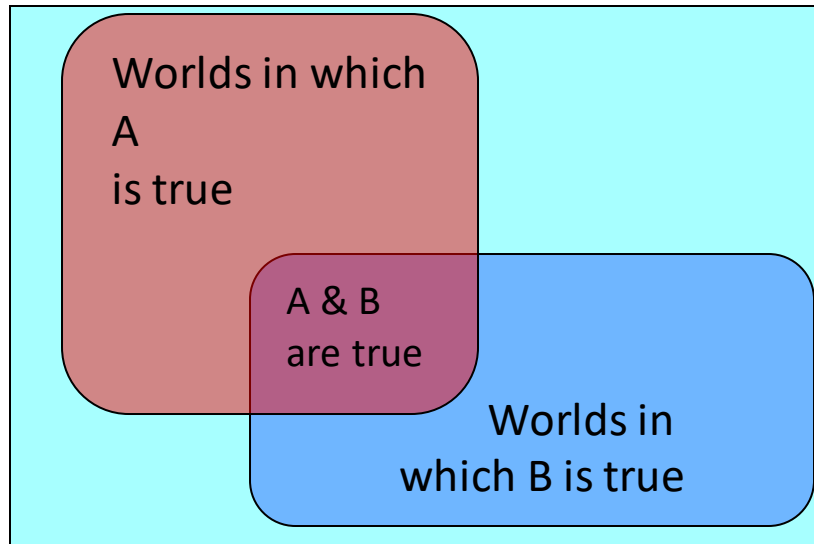 Worlds in which
A
is true
A & B
are true
Worlds in
which B is true